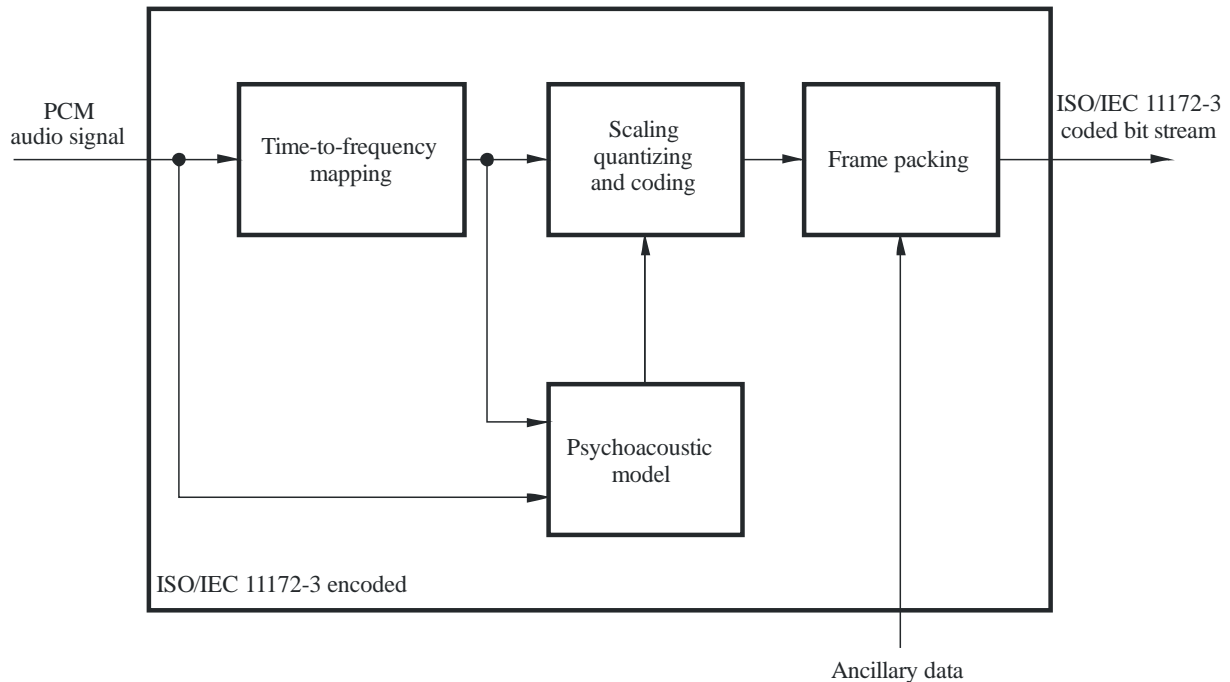 PCM
audio signal
Time-to-frequency
mapping
Scaling
quantizing
and coding
Frame packing
ISO/IEC 11172-3
coded bit stream
Psychoacoustic
model
ISO/IEC 11172-3 encoded
Ancillary data